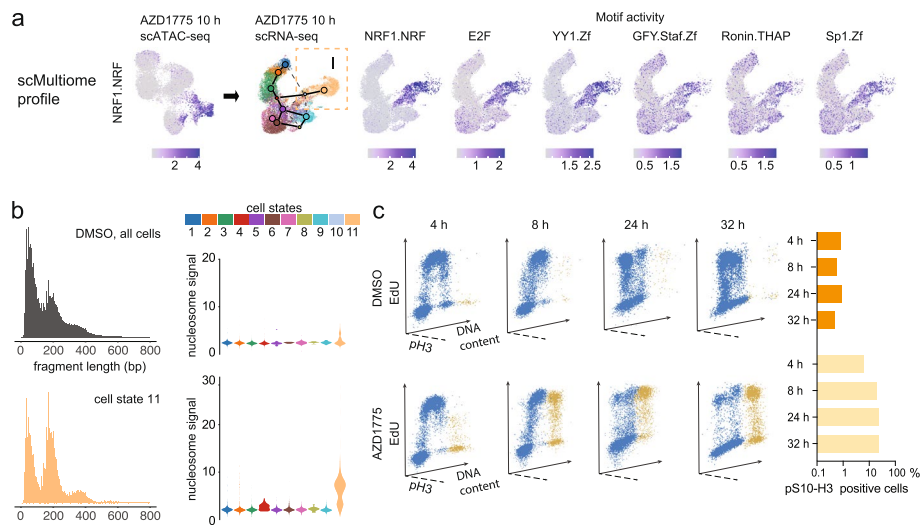 a
AZD1775 10 h
scATAC-seq
AZD1775 10 h
scRNA-seq
Motif activity
NRF1.NRF
E2F
YY1.Zf
GFY.Staf.Zf
Ronin.THAP
Sp1.Zf
scMultiome
profile
NRF1.NRF
I
2 4
2 4
1 2
1.5 2.5
0.5 1.5
0.5 1.5
0.5 1
b
DMSO, all cells
0 200 400 600 800
fragment length (bp)
cell state 11
0 200 400 600 800
cell states
1 2 3 4 5 6 7 8 9 10 11
nucleosome signal
20
10
0
nucleosome signal
30
20
10
0
c
4 h
8 h
24 h
32 h
DMSO
EdU
pH3
DNA
content
AZD1775
EdU
pH3
DNA
content
4 h
8 h
24 h
32 h
4 h
8 h
24 h
32 h
0.1 1 10 100 %
pS10-H3 positive cells